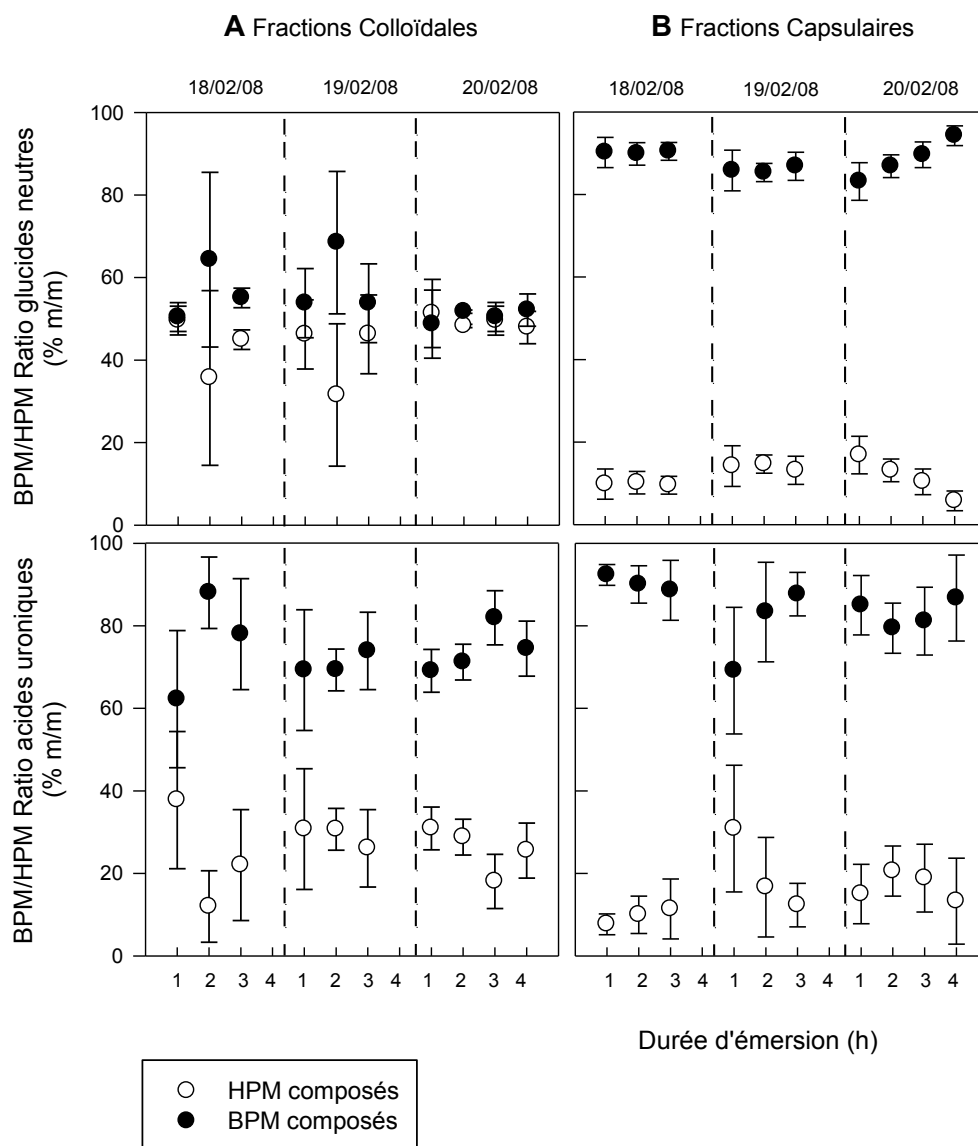 A Fractions Colloïdales
B Fractions Capsulaires
18/02/08 19/02/08 20/02/08
18/02/08 19/02/08 20/02/08
BPM/HPM Ratio glucides neutres
(% m/m)
100
80
60
40
20
0
BPM/HPM Ratio acides uroniques
(% m/m)
100
80
60
40
20
0
1 2 3 4 1 2 3 4 1 2 3 4
1 2 3 4 1 2 3 4 1 2 3 4
Durée d'émersion (h)
HPM composés
BPM composés